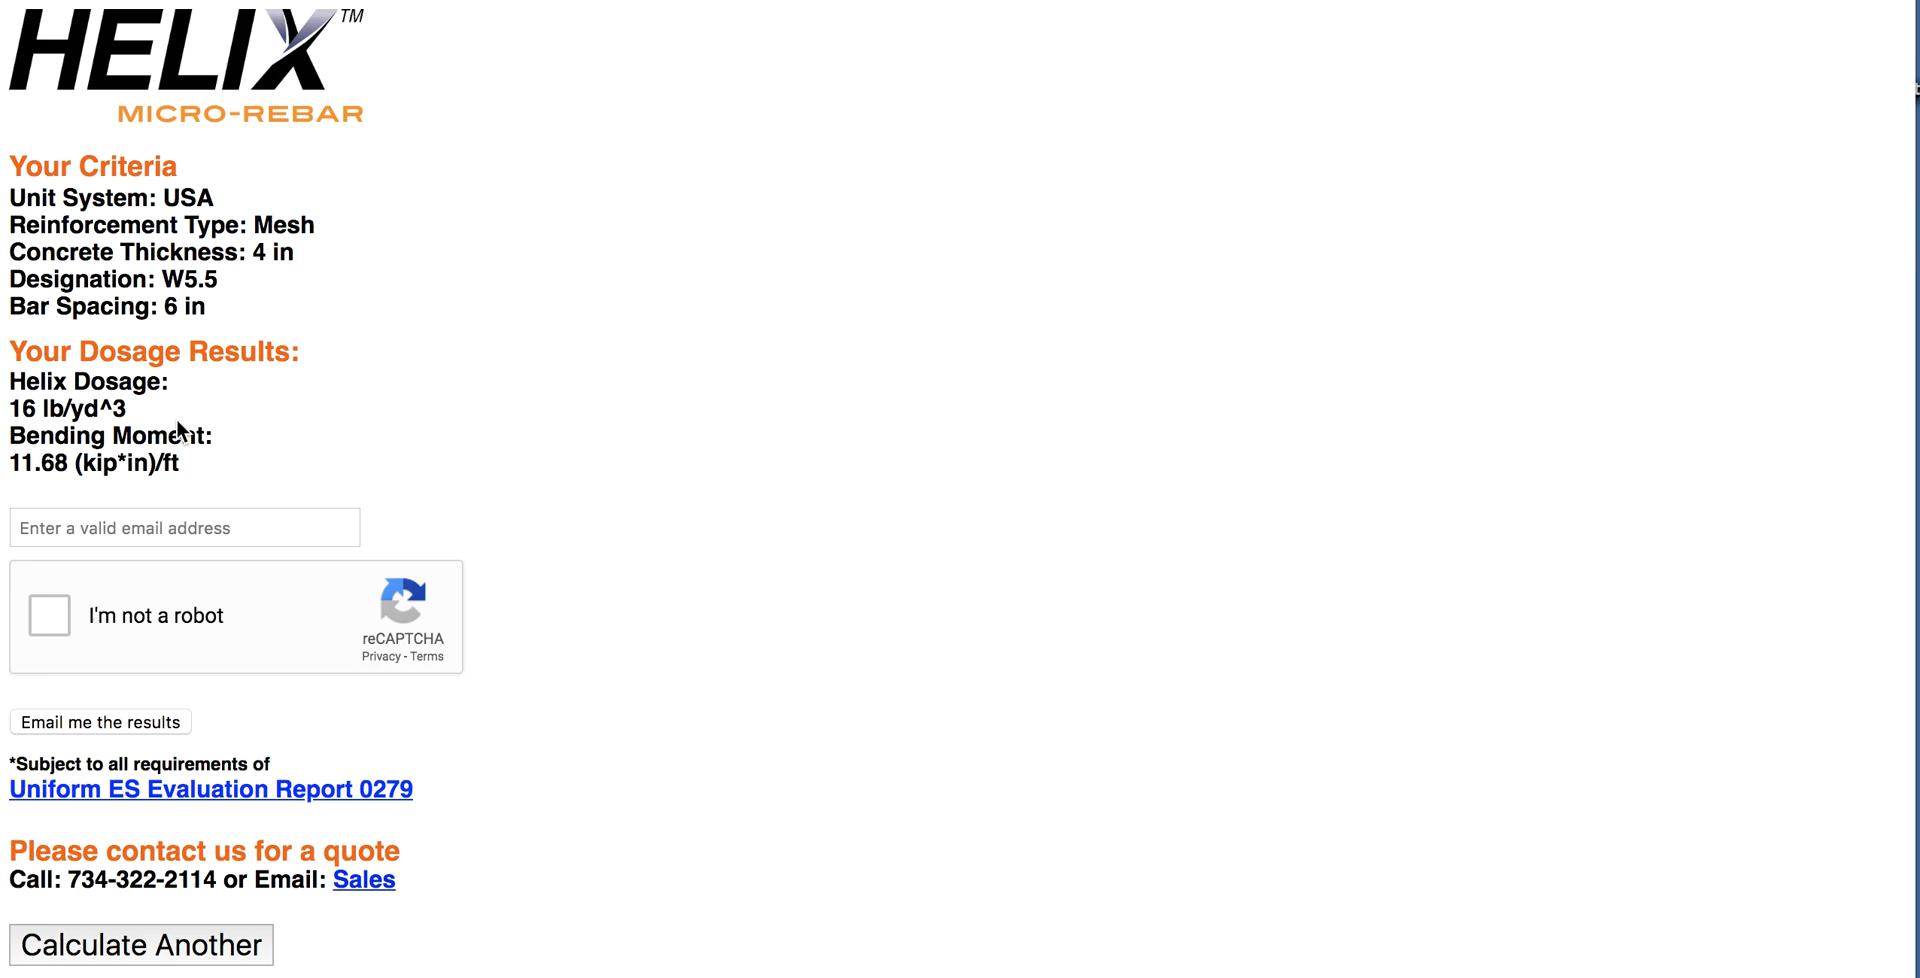 HELIX™
MICRO-REBAR
Your Criteria
Unit System: USA
Reinforcement Type: Mesh
Concrete Thickness: 4 in
Designation: W5.5
Bar Spacing: 6 in
Your Dosage Results:
Helix Dosage:
16 lb/yd^3
Bending Moment:
11.68 (kip*in)/ft
Enter a valid email address
I'm not a robot
reCAPTCHA
Privacy - Terms
Email me the results
*Subject to all requirements of
Uniform ES Evaluation Report 0279
Please contact us for a quote
Call: 734-322-2114 or Email: Sales
Calculate Another